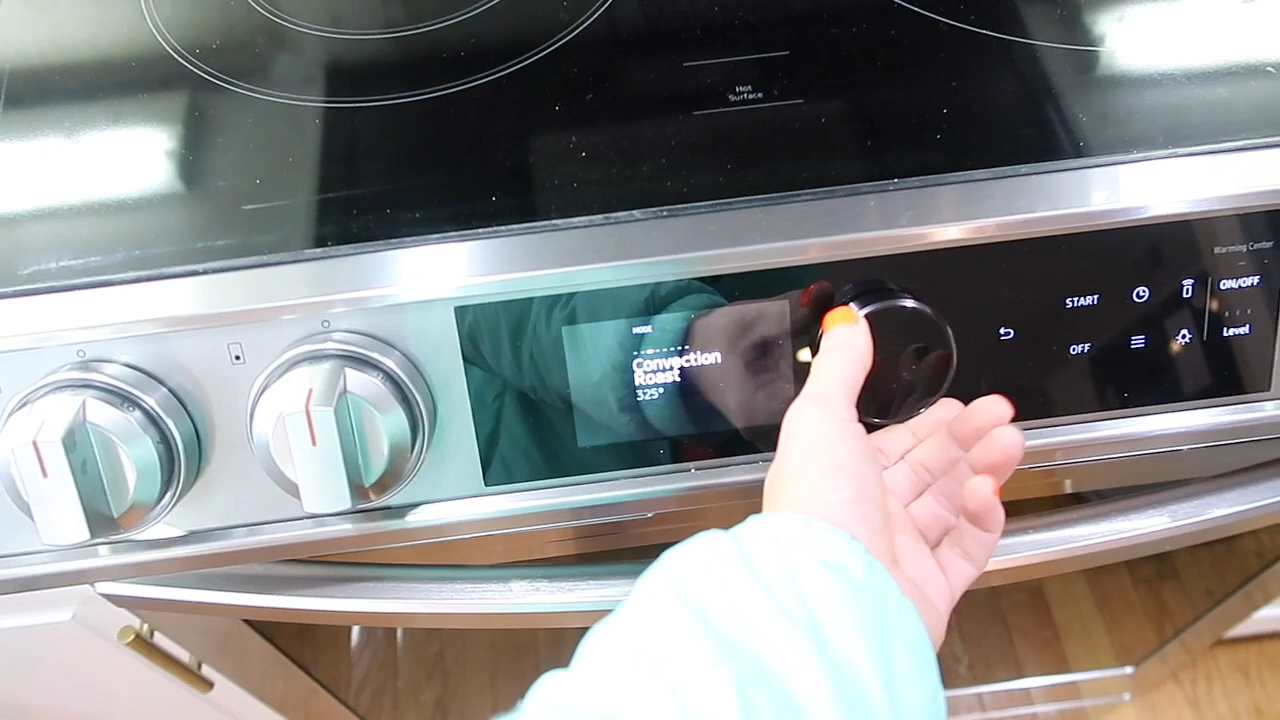 Hot
Surface
MODE
Convection
Roast
325°
START
OFF
Warming Center
ON/OFF
Level